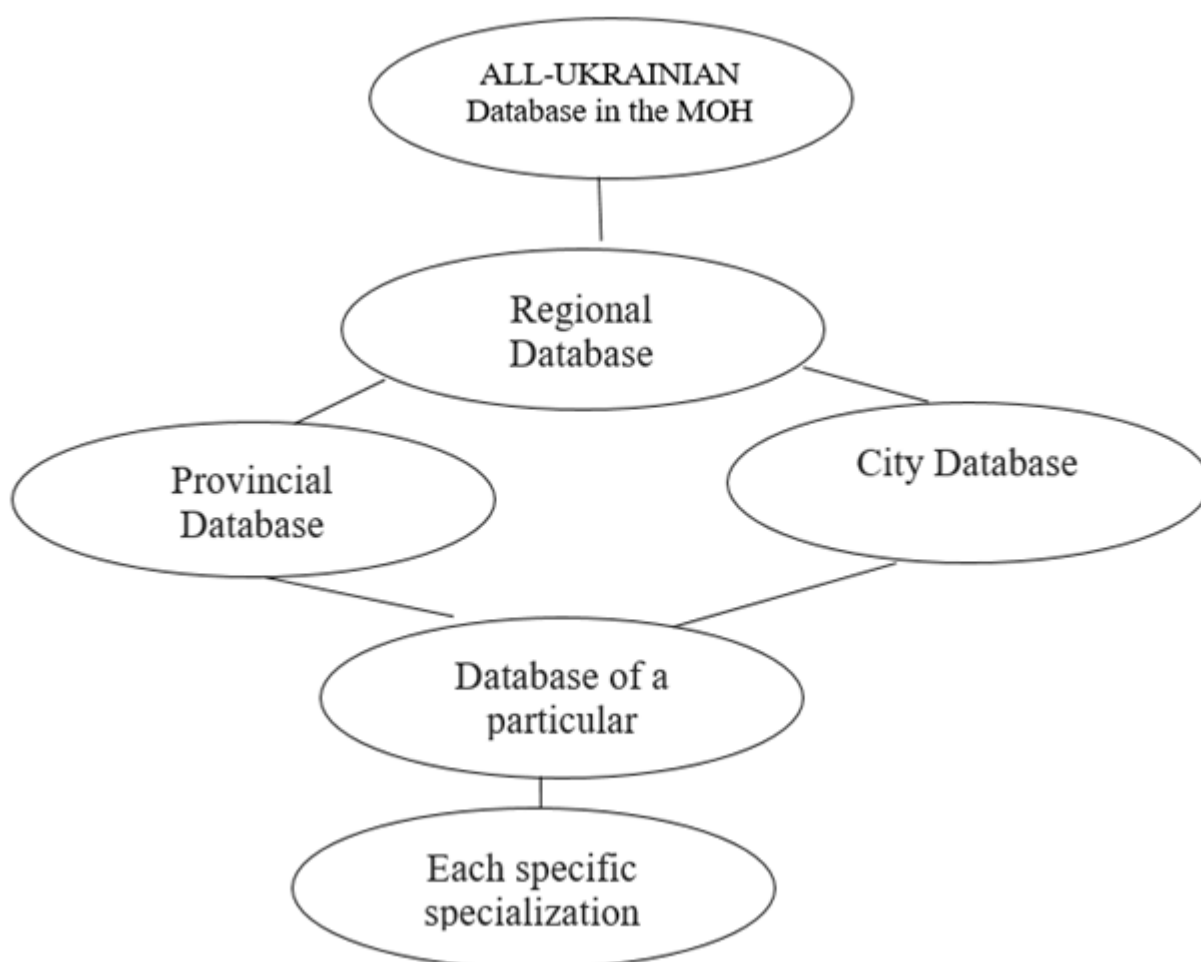 ALL-UKRAINIAN
Database in the MOH
Regional
Database
Provincial
Database
City Database
Database of a
particular
Each specific
specialization